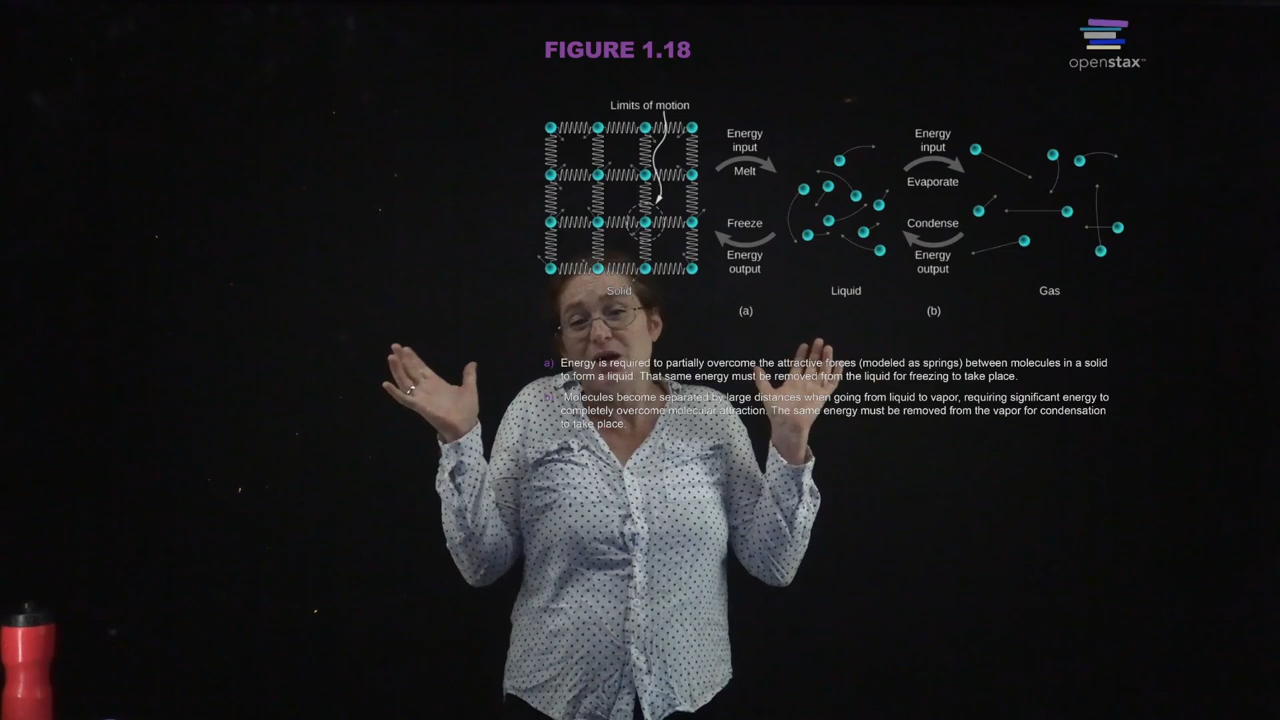 FIGURE 1.18
openstax™
Limits of motion
Energy
input
Melt
Freeze
Energy
output
Energy
input
Evaporate
Condense
Energy
output
Solid
(a)
Liquid
(b)
Gas
a) Energy is required to partially overcome the attractive forces (modeled as springs) between molecules in a solid
to form a liquid. That same energy must be removed from the liquid for freezing to take place.
b) Molecules become separated by large distances when going from liquid to vapor, requiring significant energy to
completely overcome molecular attraction. The same energy must be removed from the vapor for condensation
to take place.